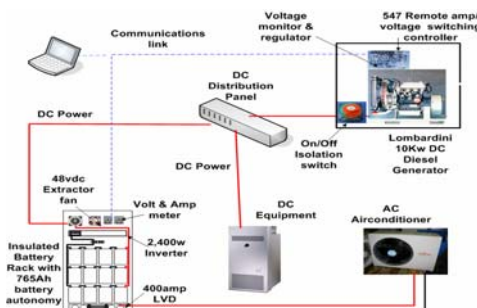 Communications
link
Voltage
monitor &
regulator
547 Remote amp/
voltage switching
controller
DC
Distribution
Panel
DC Power
DC Power
On/Off
Isolation
switch
Lombardini
10Kw DC
Diesel
Generator
48vdc
Extractor
fan
Volt & Amp
meter
Insulated
Battery
Rack with
765Ah
battery
autonomy
2,400w
Inverter
400amp
LVD
DC
Equipment
AC
Airconditioner